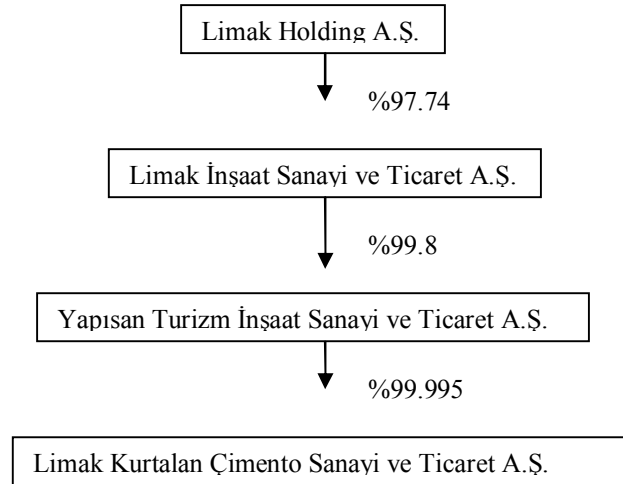 Limak Holding A.Ş.
%97.74
Limak İnşaat Sanayi ve Ticaret A.Ş.
%99.8
Yapısan Turizm İnşaat Sanayi ve Ticaret A.Ş.
%99.995
Limak Kurtalan Çimento Sanayi ve Ticaret A.Ş.